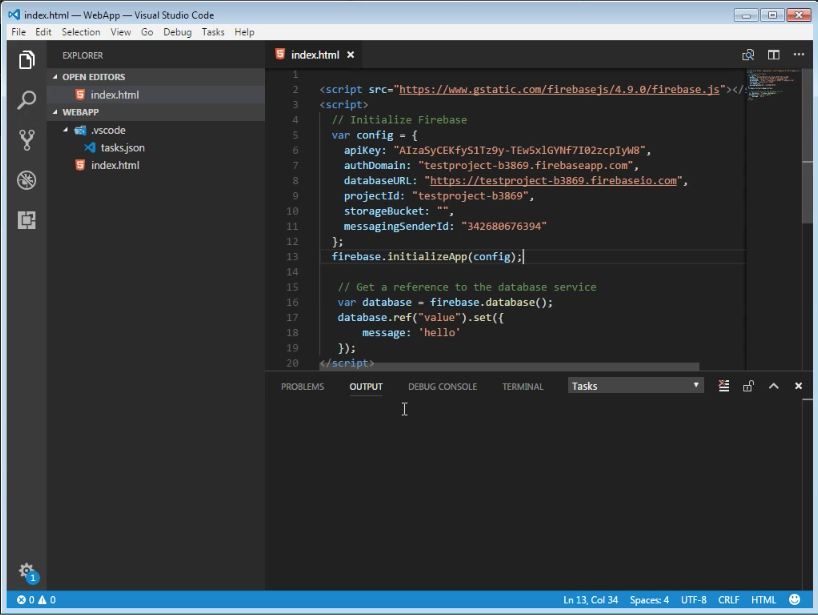 index.html — WebApp — Visual Studio Code
File Edit Selection View Go Debug Tasks Help
EXPLORER
OPEN EDITORS
index.html
WEBAPP
.vscode
tasks.json
index.html
1
index.html
1
2 <script src="https://www.gstatic.com/firebasejs/4.9.0/firebase.js"></
3 <script>
4 // Initialize Firebase
5 var config = {
6 apiKey: "AIzaSyCEKfyS1Tz9y-TEw5xlGYNf7I02zcpIyW8",
7 authDomain: "testproject-b3869.firebaseapp.com",
8 databaseURL: "https://testproject-b3869.firebaseio.com",
9 projectId: "testproject-b3869",
10 storageBucket: "",
11 messagingSenderId: "342680676394"
12 };
13 firebase.initializeApp(config);
14
15 // Get a reference to the database service
16 var database = firebase.database();
17 database.ref("value").set({
18 message: 'hello'
19 });
20 </script>
PROBLEMS OUTPUT DEBUG CONSOLE TERMINAL Tasks
0 0 Ln 13, Col 34 Spaces: 4 UTF-8 CRLF HTML